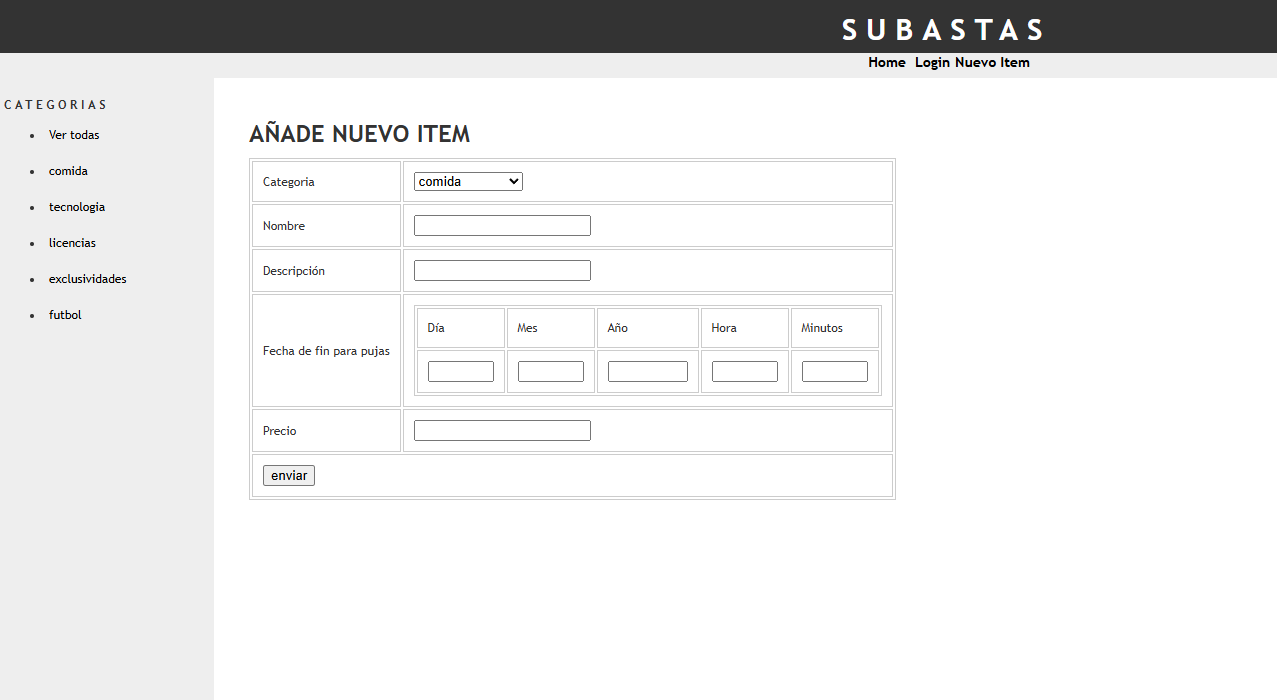 SUBASTAS
Home Login Nuevo Item
CATEGORIAS
Ver todas
comida
tecnologia
licencias
exclusividades
futbol
AÑADE NUEVO ITEM
Categoria comida
Nombre
Descripción
Fecha de fin para pujas
Día Mes Año Hora Minutos
Precio
enviar